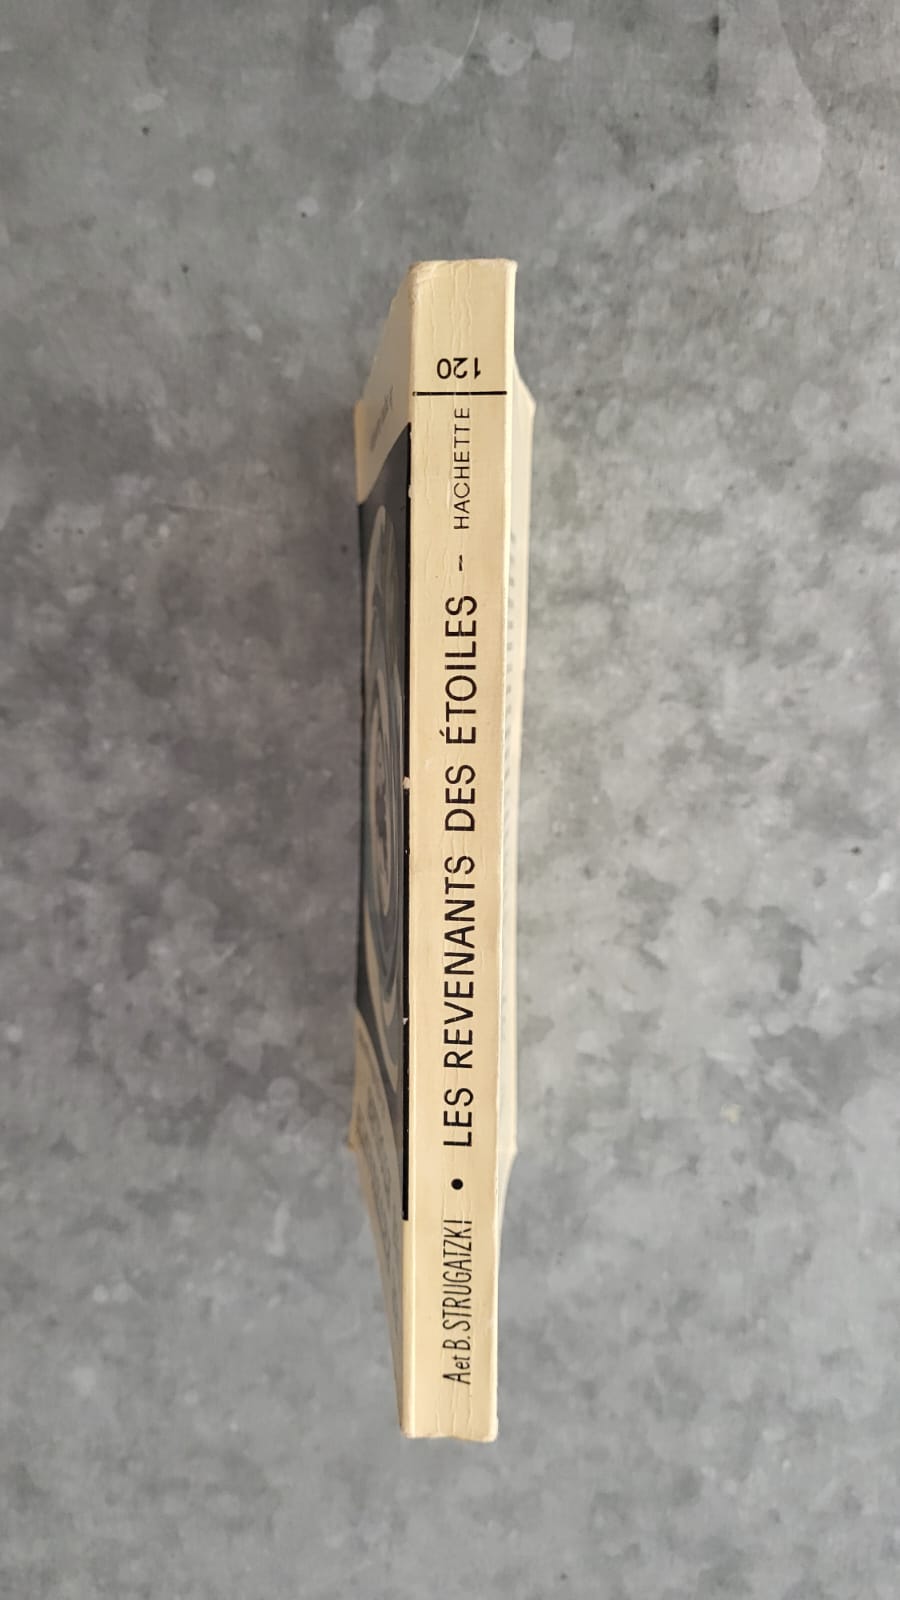 A et B. STRUGATZKI • LES REVENANTS DES ÉTOILES - HACHETTE
120